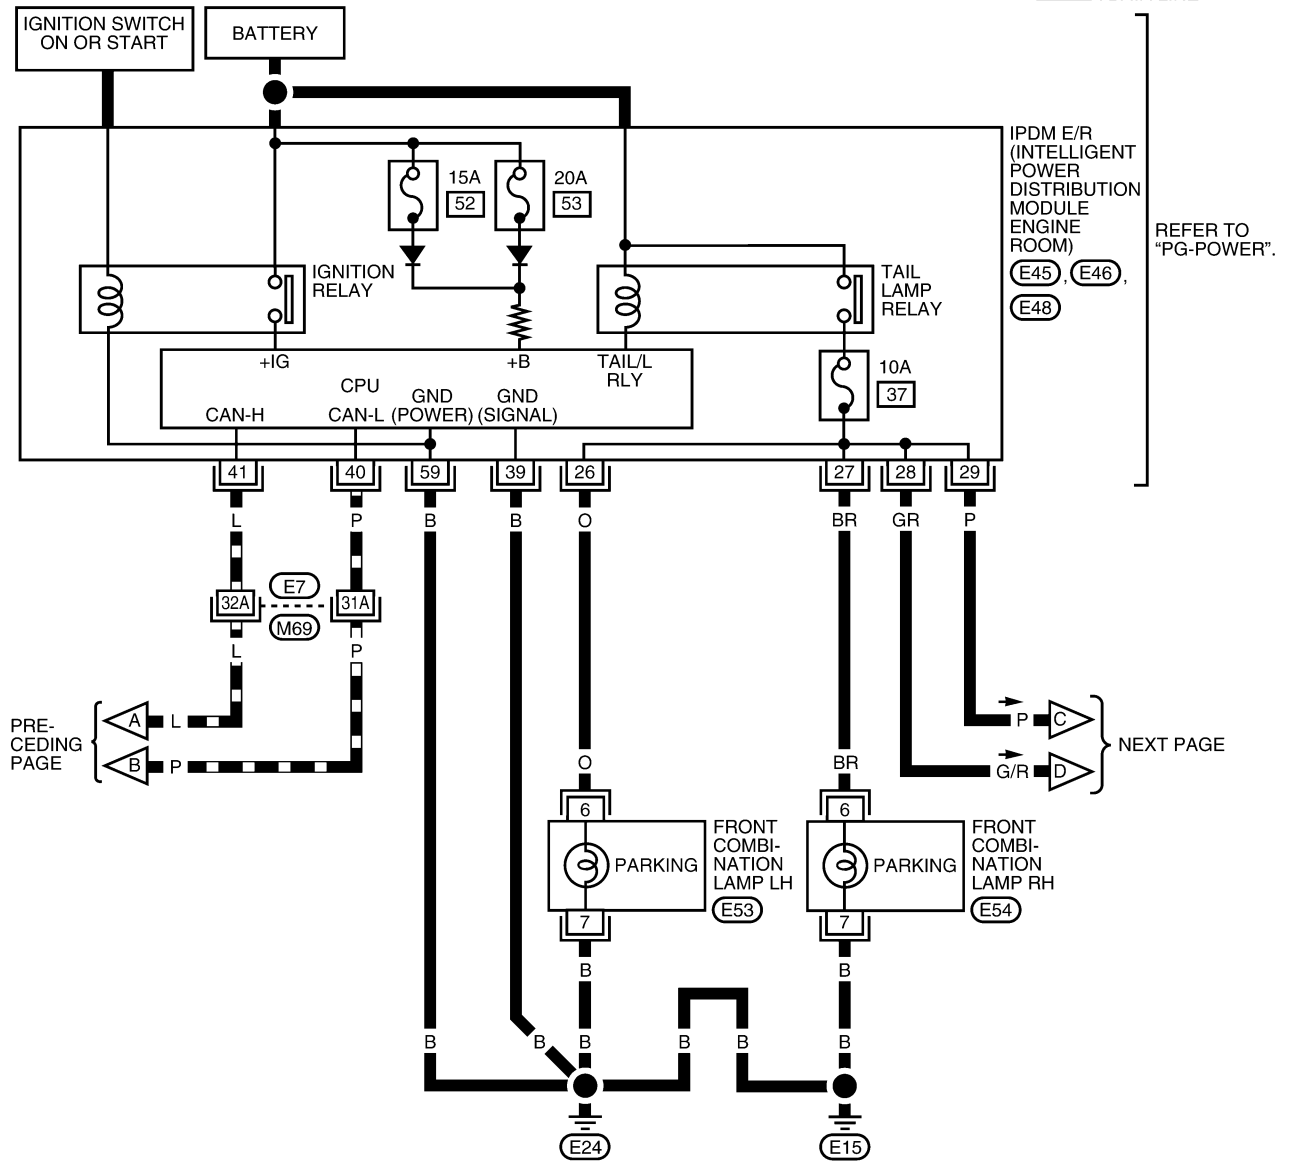 IGNITION SWITCH
ON OR START
BATTERY
IPDM E/R
(INTELLIGENT
POWER
DISTRIBUTION
MODULE
ENGINE
ROOM)
E45 , E46 ,
E48
REFER TO
“PG-POWER”.
15A
52
20A
53
IGNITION
RELAY
TAIL
LAMP
RELAY
+IG
+B
TAIL/L
RLY
10A
37
CPU
CAN-H
CAN-L
GND
(POWER)
GND
(SIGNAL)
41
40
59
39
26
27
28
29
L
P
B
B
O
BR
GR
P
32A
E7
M69
31A
L
P
PRE-
CEDING
PAGE
A
L
B
P
P
C
G/R
D
NEXT PAGE
O
BR
6
6
PARKING
FRONT
COMBI-
NATION
LAMP LH
E53
PARKING
FRONT
COMBI-
NATION
LAMP RH
E54
7
7
B
B
B
B
B
B
B
B
E24
E15